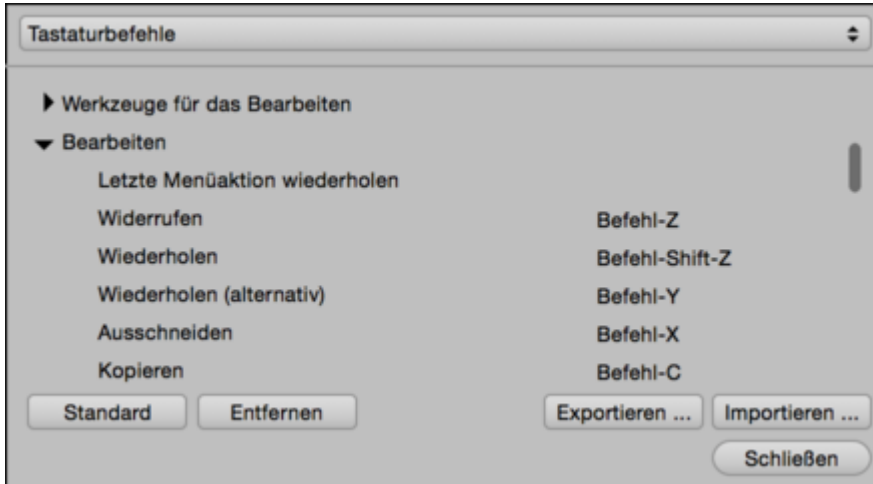 Tastaturbefehle
Werkzeuge für das Bearbeiten
Bearbeiten
Letzte Menüaktion wiederholen
Widerrufen Befehl-Z
Wiederholen Befehl-Shift-Z
Wiederholen (alternativ) Befehl-Y
Ausschneiden Befehl-X
Kopieren Befehl-C
Standard Entfernen Exportieren ... Importieren ...
Schließen